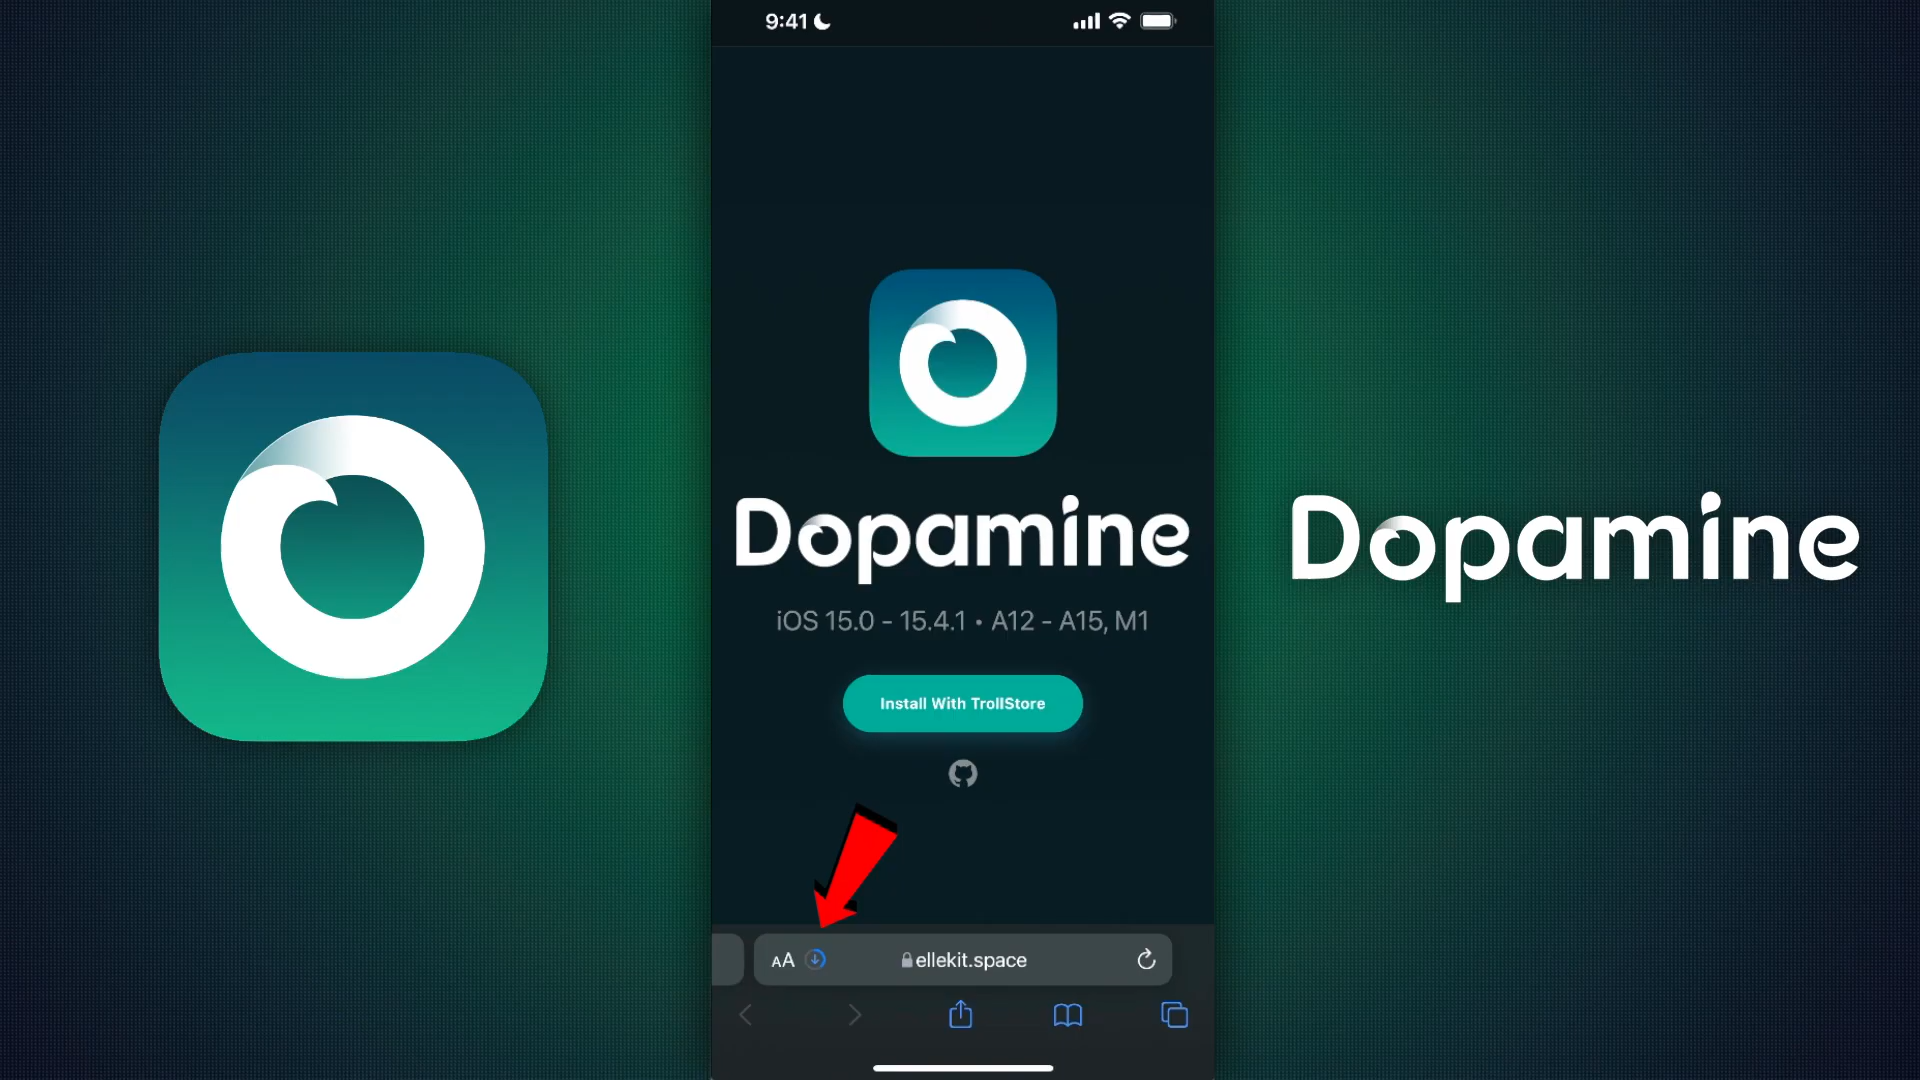 9:41
Dopamine
iOS 15.0 - 15.4.1 • A12 - A15, M1
Install With TrollStore
AA
ellekit.space
Dopamine